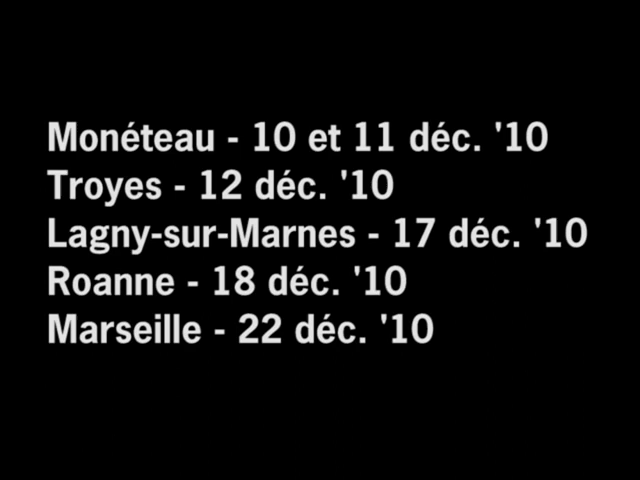 Monéteau - 10 et 11 déc. '10
Troyes - 12 déc. '10
Lagny-sur-Marnes - 17 déc. '10
Roanne - 18 déc. '10
Marseille - 22 déc. '10